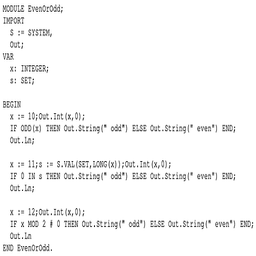 MODULE EvenOrOdd;
IMPORT
  S := SYSTEM,
  Out;
VAR
  x: INTEGER;
  s: SET;

BEGIN
  x := 10;Out.Int(x,0);
  IF ODD(x) THEN Out.String(" odd") ELSE Out.String(" even") END;
  Out.Ln;

  x := 11;s := S.VAL(SET,LONG(x));Out.Int(x,0);
  IF 0 IN s THEN Out.String(" odd") ELSE Out.String(" even") END;
  Out.Ln;

  x := 12;Out.Int(x,0);
  IF x MOD 2 # 0 THEN Out.String(" odd") ELSE Out.String(" even") END;
  Out.Ln
END EvenOrOdd.